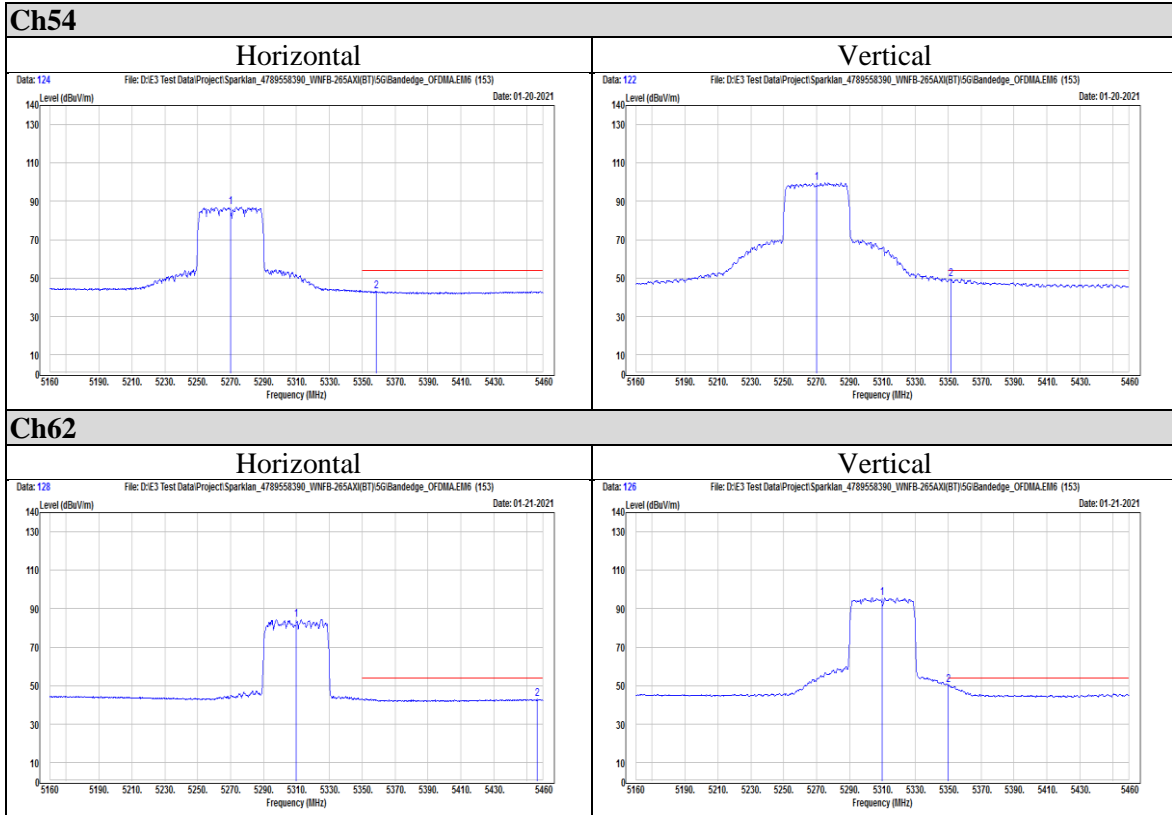 Ch54
Horizontal
Vertical
Data: 124 File: D:\E3 Test Data\Project\Sparklan_4789558390_WNFB-265AXI(BT)\5G\Bandedge_OFDMA.EM6 (153)
140 Level (dBuV/m) Date: 01-20-2021
130
110
90
70
50
30
10
0
1
2
5160 5190. 5210. 5230. 5250. 5270. 5290. 5310. 5330. 5350. 5370. 5390. 5410. 5430. 5460
Frequency (MHz)
Data: 122 File: D:\E3 Test Data\Project\Sparklan_4789558390_WNFB-265AXI(BT)\5G\Bandedge_OFDMA.EM6 (153)
140 Level (dBuV/m) Date: 01-20-2021
130
110
90
70
50
30
10
0
1
2
5160 5190. 5210. 5230. 5250. 5270. 5290. 5310. 5330. 5350. 5370. 5390. 5410. 5430. 5460
Frequency (MHz)
Ch62
Horizontal
Vertical
Data: 128 File: D:\E3 Test Data\Project\Sparklan_4789558390_WNFB-265AXI(BT)\5G\Bandedge_OFDMA.EM6 (153)
140 Level (dBuV/m) Date: 01-21-2021
130
110
90
70
50
30
10
0
1
2
5160 5190. 5210. 5230. 5250. 5270. 5290. 5310. 5330. 5350. 5370. 5390. 5410. 5430. 5460
Frequency (MHz)
Data: 126 File: D:\E3 Test Data\Project\Sparklan_4789558390_WNFB-265AXI(BT)\5G\Bandedge_OFDMA.EM6 (153)
140 Level (dBuV/m) Date: 01-21-2021
130
110
90
70
50
30
10
0
1
2
5160 5190. 5210. 5230. 5250. 5270. 5290. 5310. 5330. 5350. 5370. 5390. 5410. 5430. 5460
Frequency (MHz)